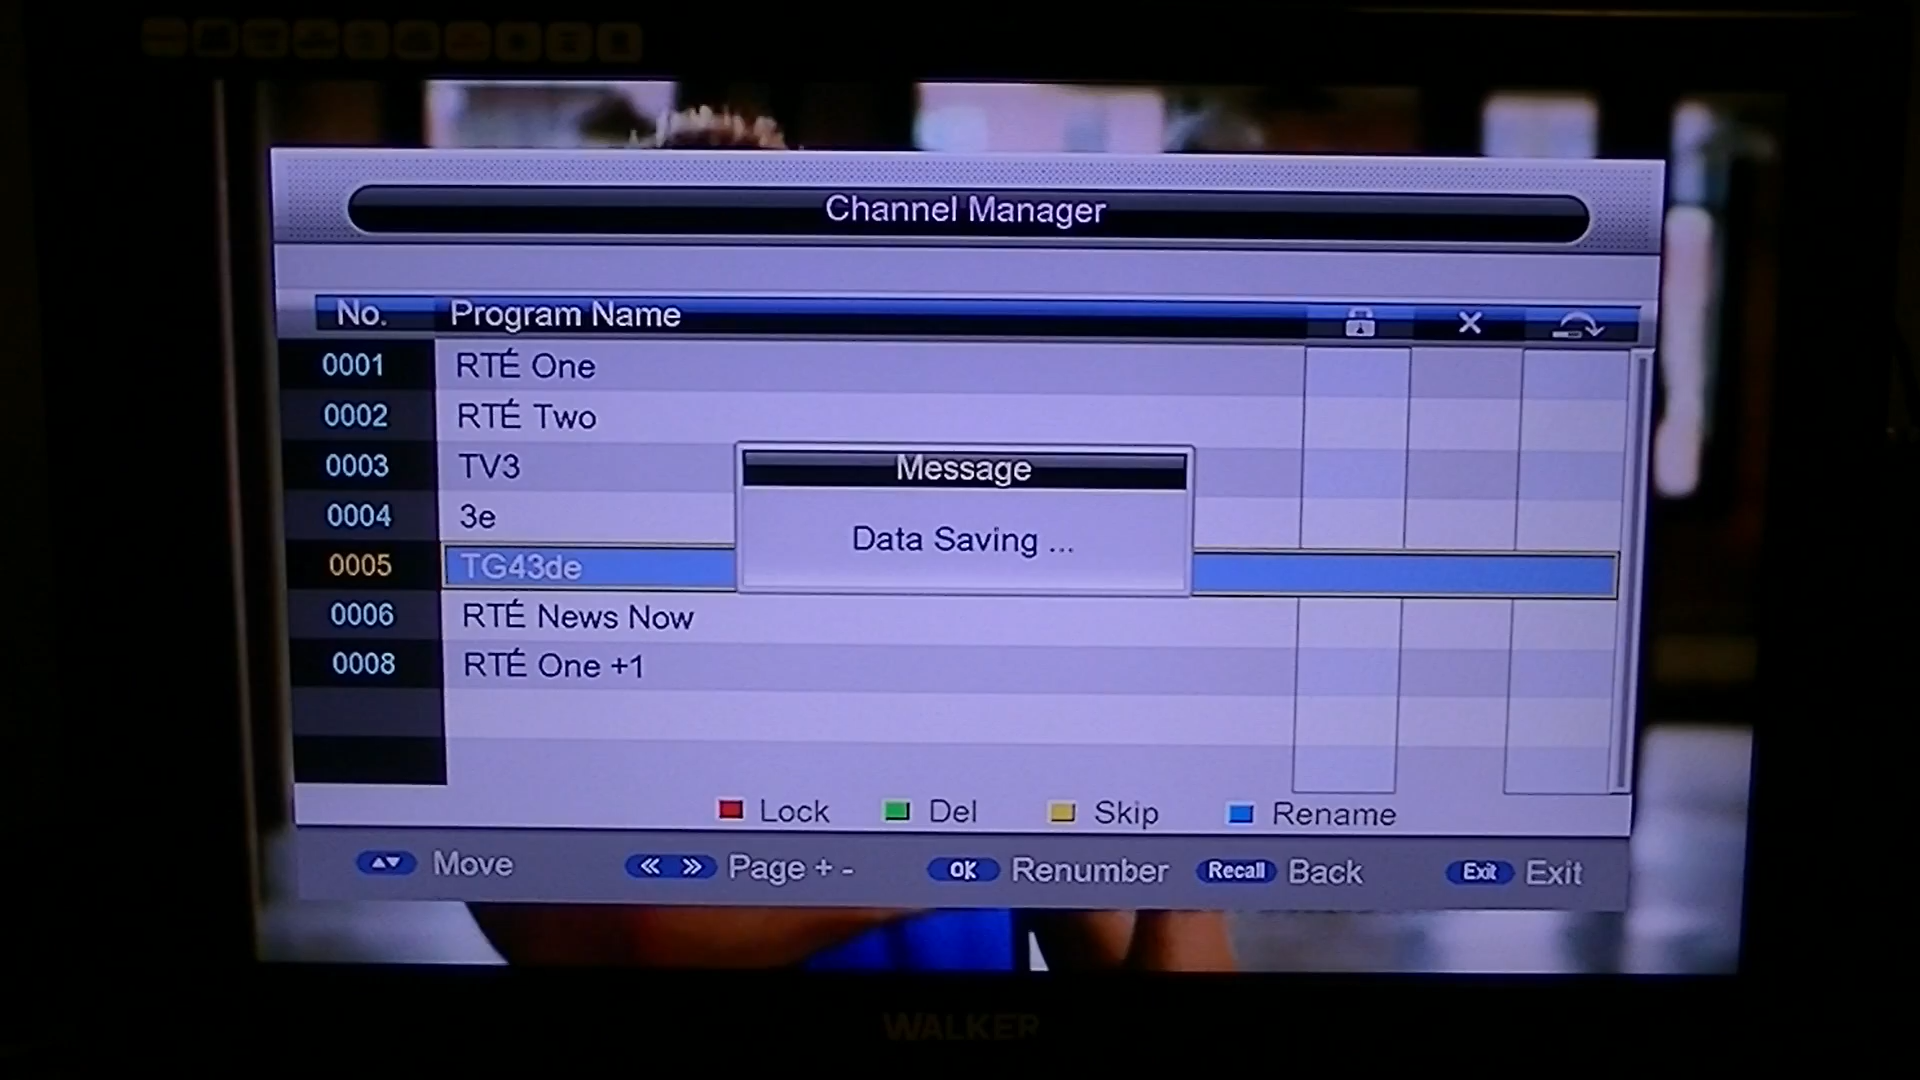 Channel Manager
No. Program Name
0001 RTÉ One
0002 RTÉ Two
0003 TV3
0004 3e
0005 TG43de
0006 RTÉ News Now
0008 RTÉ One +1
Message
Data Saving ...
Lock Del Skip Rename
Move Page + - OK Renumber Recall Back Exit Exit
WALKER